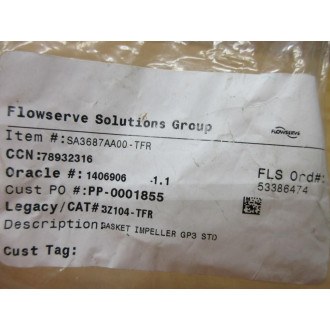 Flowserve Solutions Group
FLOWSERVE
Item #:SA3687AA00-TFR
CCN:78932316
Oracle #: 1406906 -1.1
FLS Ord#:
53386474
Cust PO #:PP-0001855
Legacy/CAT#3Z104-TFR
Description:GASKET IMPELLER GP3 STD
Cust Tag: